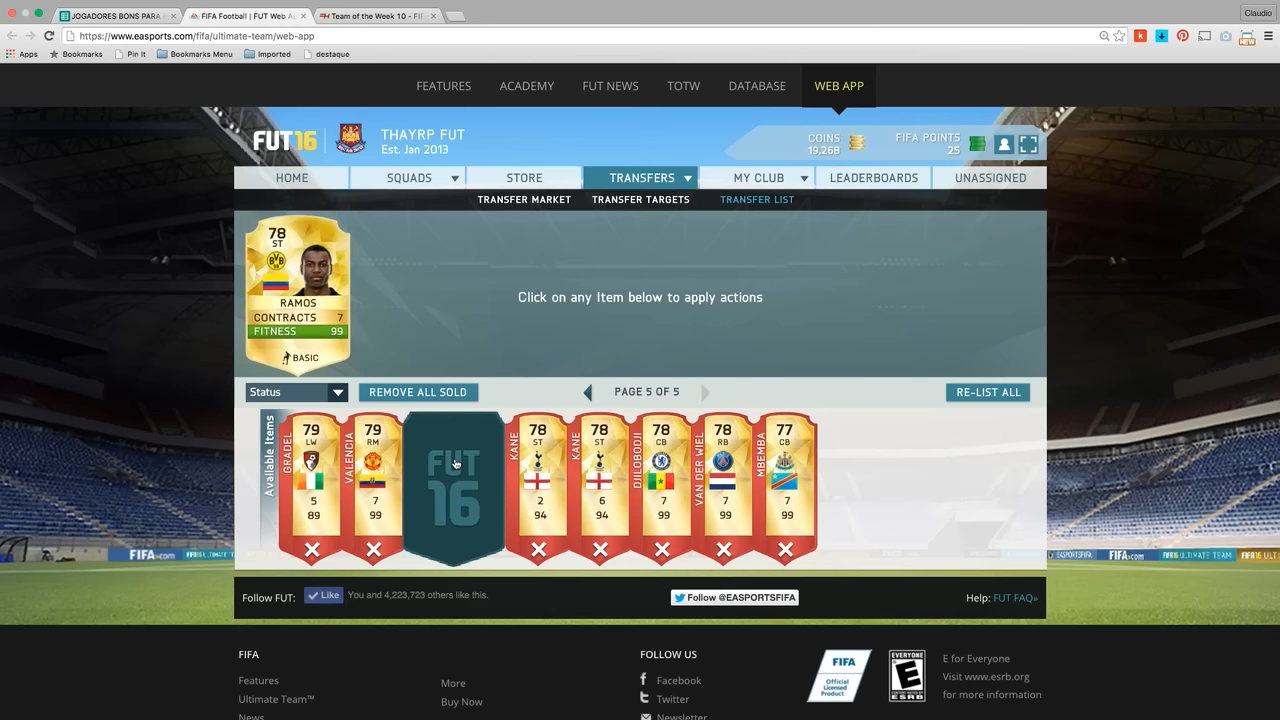 JOGADORES BONS PARA
FIFA Football | FUT Web A
Team of the Week 10 - FIF
Claudio
https://www.easports.com/fifa/ultimate-team/web-app
Apps
Bookmarks
Pin It
Bookmarks Menu
Imported
destaque
NEW
FEATURES
ACADEMY
FUT NEWS
TOTW
DATABASE
WEB APP
FUT16
THAYRP FUT
Est. Jan 2013
COINS
19,268
FIFA POINTS
25
HOME
SQUADS
STORE
TRANSFERS
MY CLUB
LEADERBOARDS
UNASSIGNED
TRANSFER MARKET
TRANSFER TARGETS
TRANSFER LIST
78
ST
BVB
09
RAMOS
CONTRACTS 7
FITNESS 99
BASIC
Click on any Item below to apply actions
Status
REMOVE ALL SOLD
PAGE 5 OF 5
RE-LIST ALL
Available Items
GRADEL
79
LW
5
89
VALENCIA
79
RM
7
99
FUT
16
KANE
78
ST
2
94
KANE
78
ST
6
94
DJILOBODJI
78
CB
7
99
VAN DER WIEL
78
RB
7
99
MBEMBA
77
CB
7
99
FIFA.com
Follow FUT:
Like
You and 4,223,723 others like this.
Follow @EASPORTSFIFA
Help: FUT FAQ»
FIFA
Features
Ultimate Team™
News
More
Buy Now
FOLLOW US
Facebook
Twitter
Newsletter
FIFA
Official
Licensed
Product
EVERYONE
E
ESRB
E for Everyone
Visit www.esrb.org
for more information